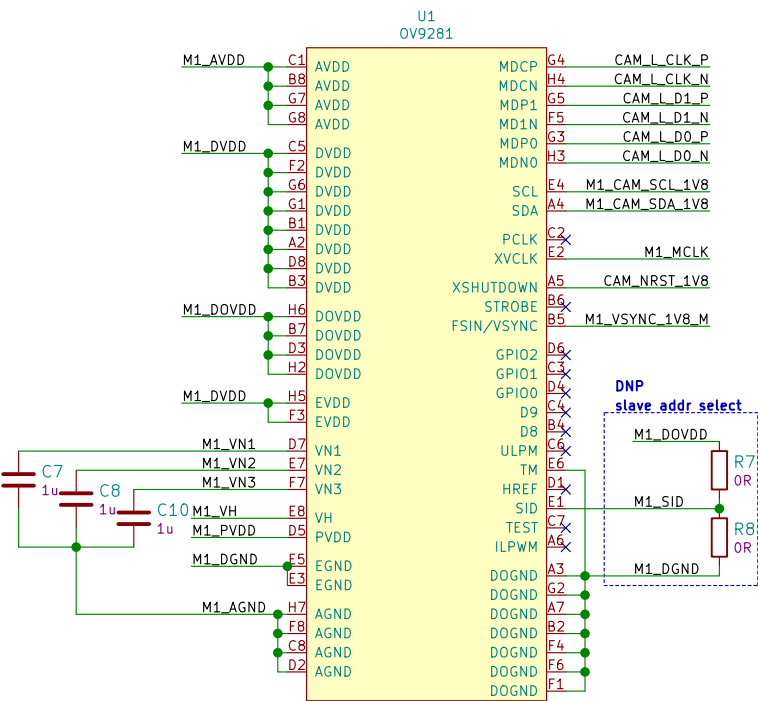 U1
OV9281
M1_AVDD C1 AVDD MDCP G4 CAM_L_CLK_P
B8 AVDD MDCN H4 CAM_L_CLK_N
G7 AVDD MDP1 G5 CAM_L_D1_P
G8 AVDD MD1N F5 CAM_L_D1_N
MDP0 G3 CAM_L_D0_P
M1_DVDD C5 DVDD MDN0 H3 CAM_L_D0_N
F2 DVDD
G6 DVDD SCL E4 M1_CAM_SCL_1V8
G1 DVDD SDA A4 M1_CAM_SDA_1V8
B1 DVDD
A2 DVDD PCLK C2
D8 DVDD XVCLK E2 M1_MCLK
B3 DVDD XSHUTDOWN A5 CAM_NRST_1V8
STROBE B6
M1_DOVDD H6 DOVDD FSIN/VSYNC B5 M1_VSYNC_1V8_M
B7 DOVDD
D3 DOVDD GPIO2 D6
H2 DOVDD GPIO1 C3
GPIO0 D4
DNP
M1_DVDD H5 EVDD D9 C4 slave addr select
F3 EVDD D8 B4
M1_DOVDD
M1_VN1 D7 VN1 ULPM C6
C7 M1_VN2 E7 VN2 TM E6 R7
1u C8 M1_VN3 F7 VN3 HREF D1 0R
1u C10 M1_VH E8 VH SID E1 M1_SID
1u M1_PVDD D5 PVDD TEST C7 R8
ILPWM A6 0R
M1_DGND E5 EGND
E3 EGND DOGND A3 M1_DGND
DOGND G2
M1_AGND H7 AGND DOGND A7
F8 AGND DOGND B2
C8 AGND DOGND F4
D2 AGND DOGND F6
DOGND F1